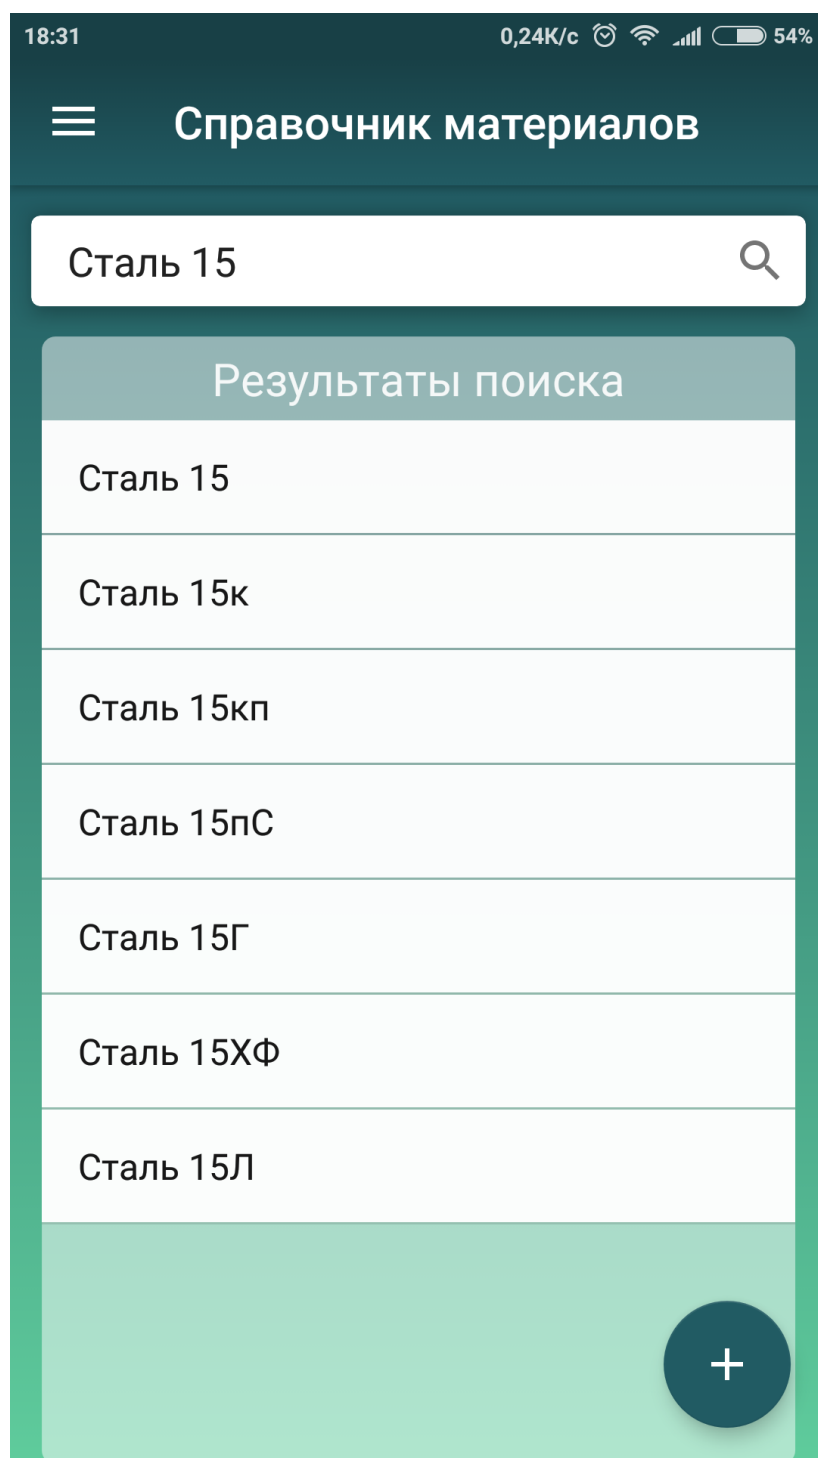 18:31 0,24K/c 54%
Справочник материалов
Сталь 15
Результаты поиска
Сталь 15
Сталь 15к
Сталь 15кп
Сталь 15пС
Сталь 15Г
Сталь 15ХФ
Сталь 15Л
+